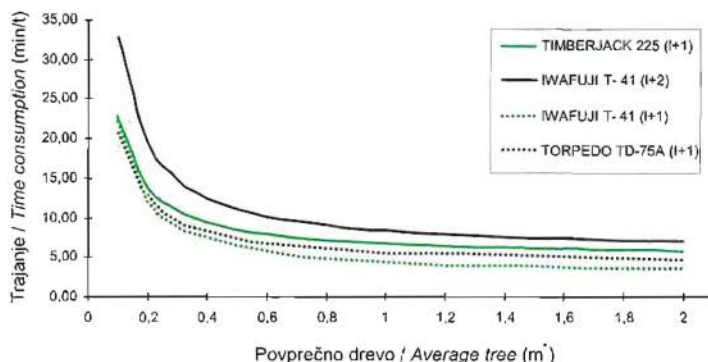 Trajanje / Time consumption (min/t)
35,00
30,00
25,00
20,00
15,00
10,00
5,00
0,00
TIMBERJACK 225 (I+1)
IWAFUJI T- 41 (I+2)
IWAFUJI T- 41 (I+1)
TORPEDO TD-75A (I+1)
0 0,2 0,4 0,6 0,8 1 1,2 1,4 1,6 1,8 2
Povprečno drevo / Average tree (m*)